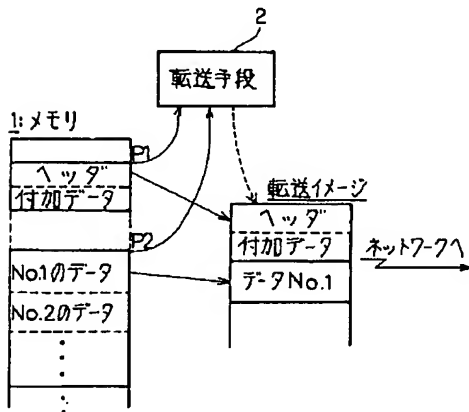 2
転送手段
1:メモリ
P1
ヘッダ
付加データ
P2
No.1のデータ
No.2のデータ
転送イメージ
ヘッダ
付加データ
データNo.1
ネットワークへ